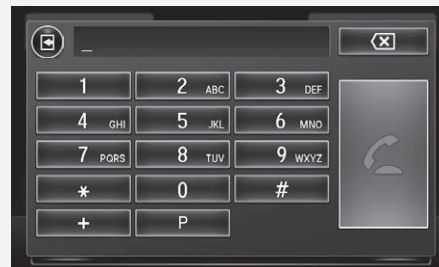 _
1 2 ABC 3 DEF
4 GHI 5 JKL 6 MNO
7 PQRS 8 TUV 9 WXYZ
* 0 #
+ P